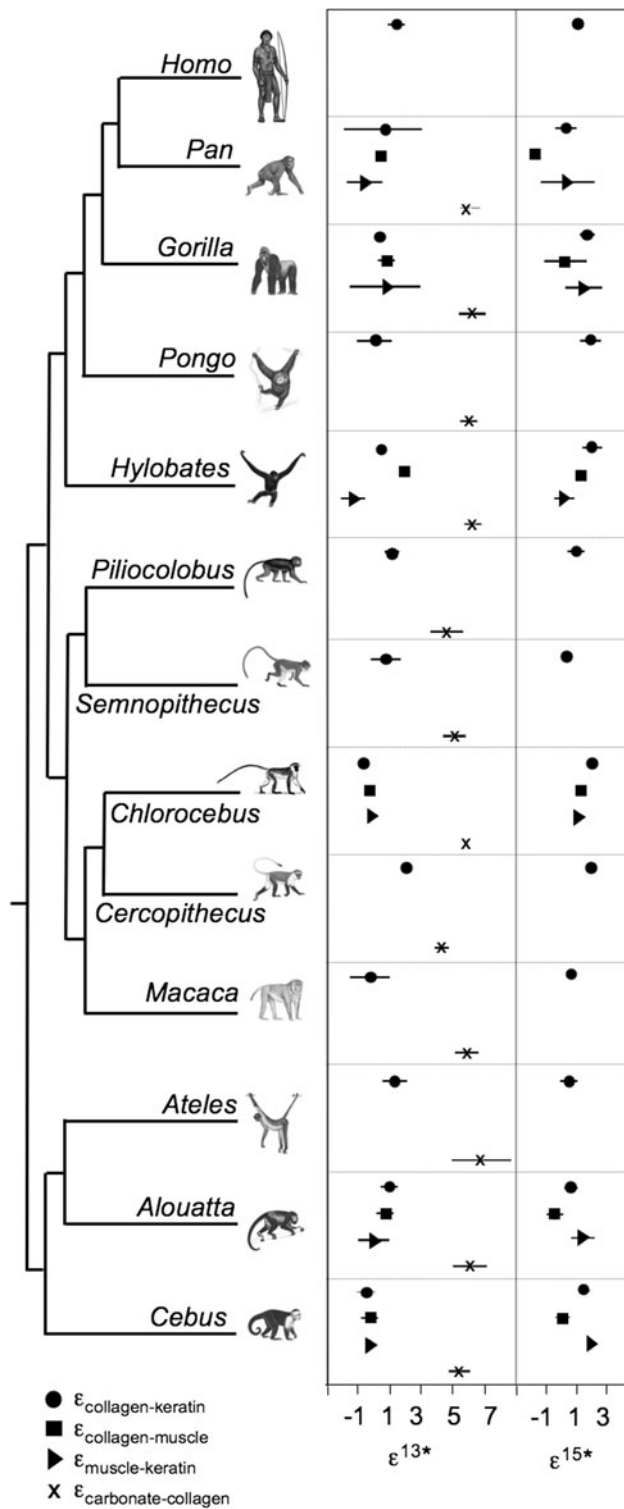 Homo
Pan
Gorilla
Pongo
Hylobates
Piliocolobus
Semnopithecus
Chlorocebus
Cercopithecus
Macaca
Ateles
Alouatta
Cebus
● εcollagen-keratin
■ εcollagen-muscle
▶ εmuscle-keratin
x εcarbonate-collagen
-1 1 3 5 7
ε13*
-1 1 3
ε15*